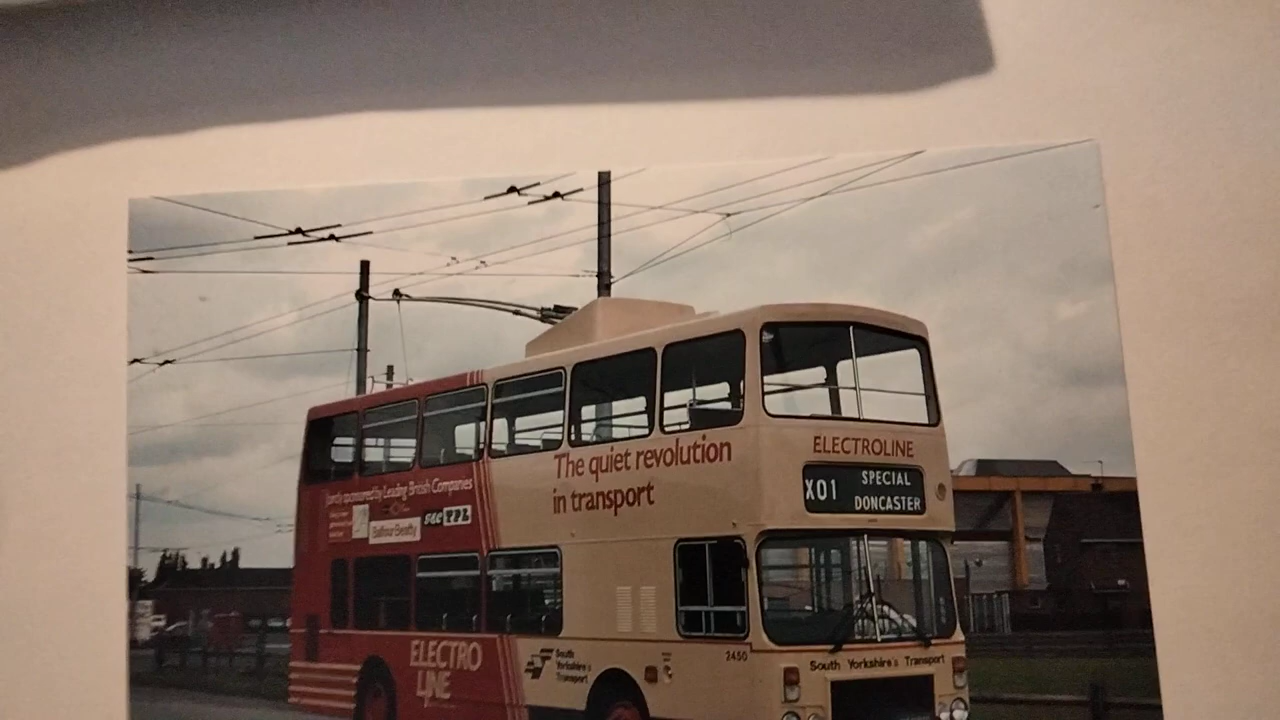 The quiet revolution
in transport
ELECTROLINE
X01 SPECIAL
DONCASTER
Jointly sponsored by Leading British Companies
Balfour Beatty
GEC
ELECTRO
LINE
South
Yorkshire's
Transport
2450
South Yorkshire's Transport